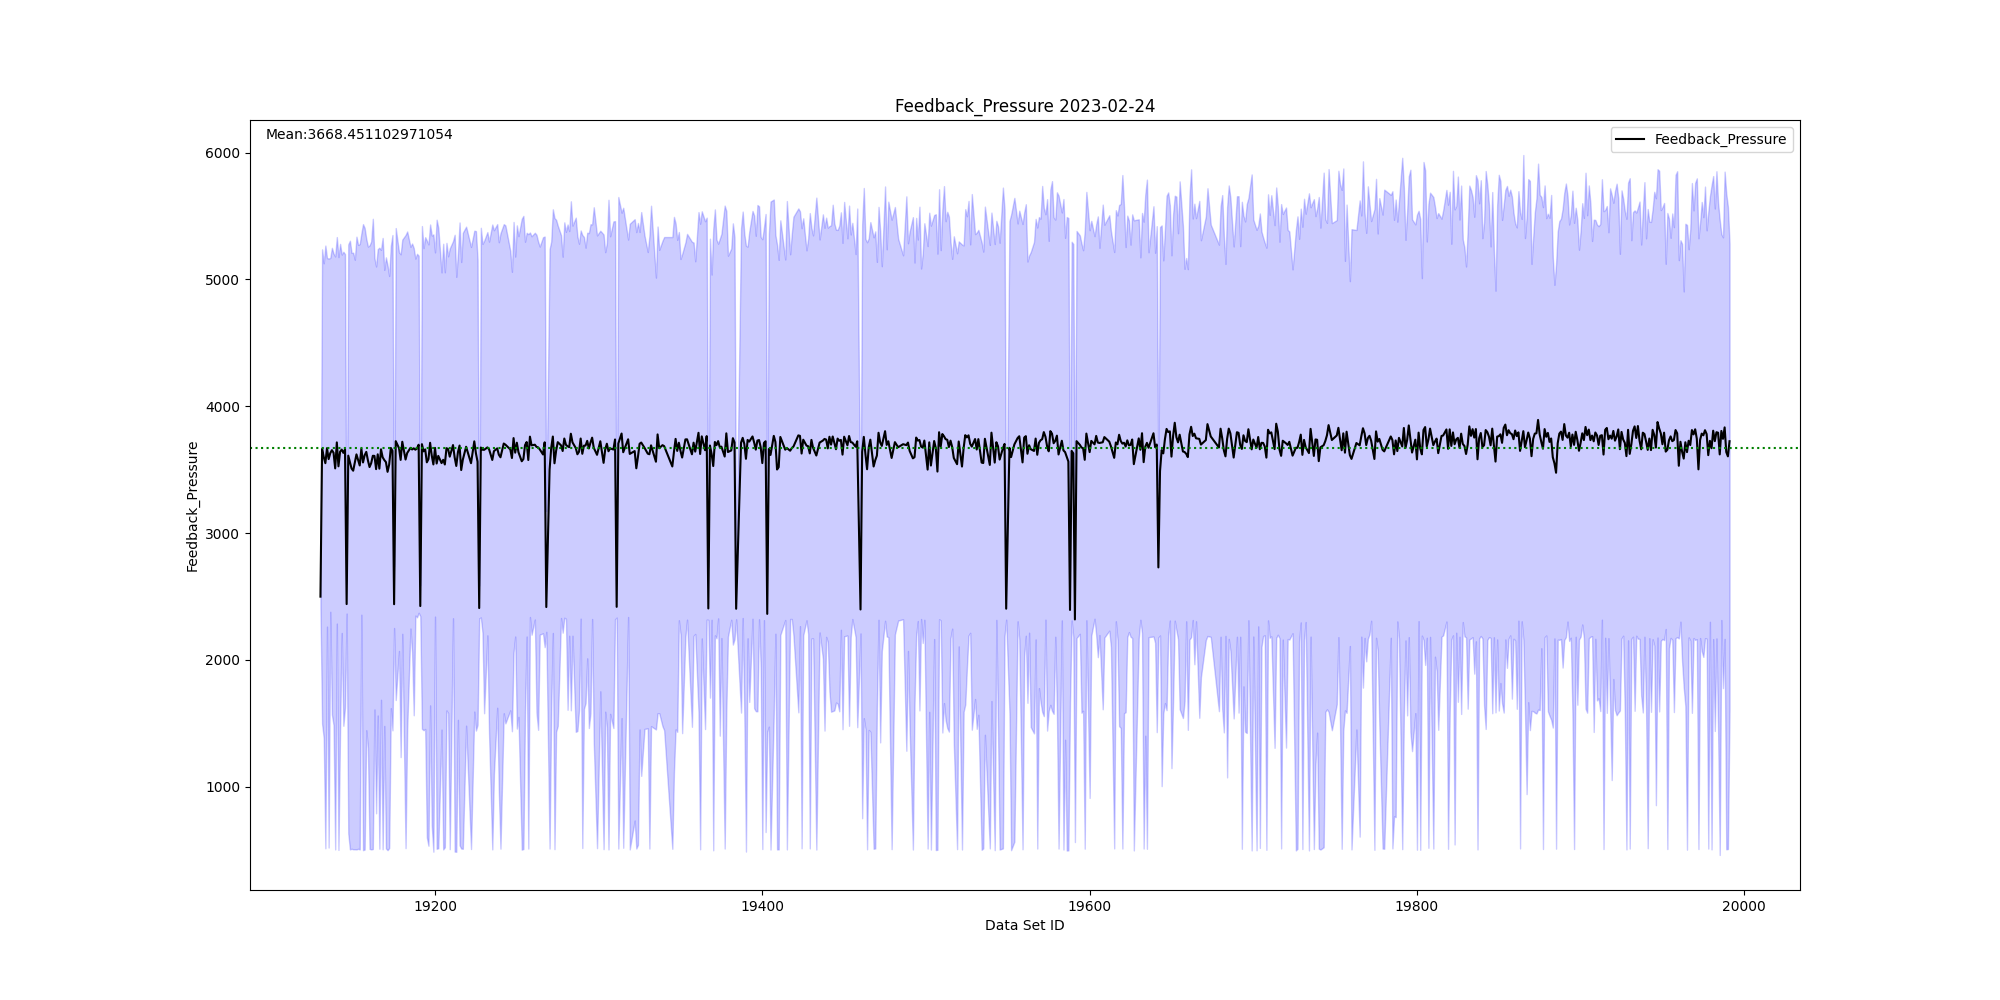 Feedback_Pressure 2023-02-24
Mean:3668.451102971054
Feedback_Pressure
6000
5000
4000
3000
2000
1000
Feedback_Pressure
19200
19400
19600
19800
20000
Data Set ID